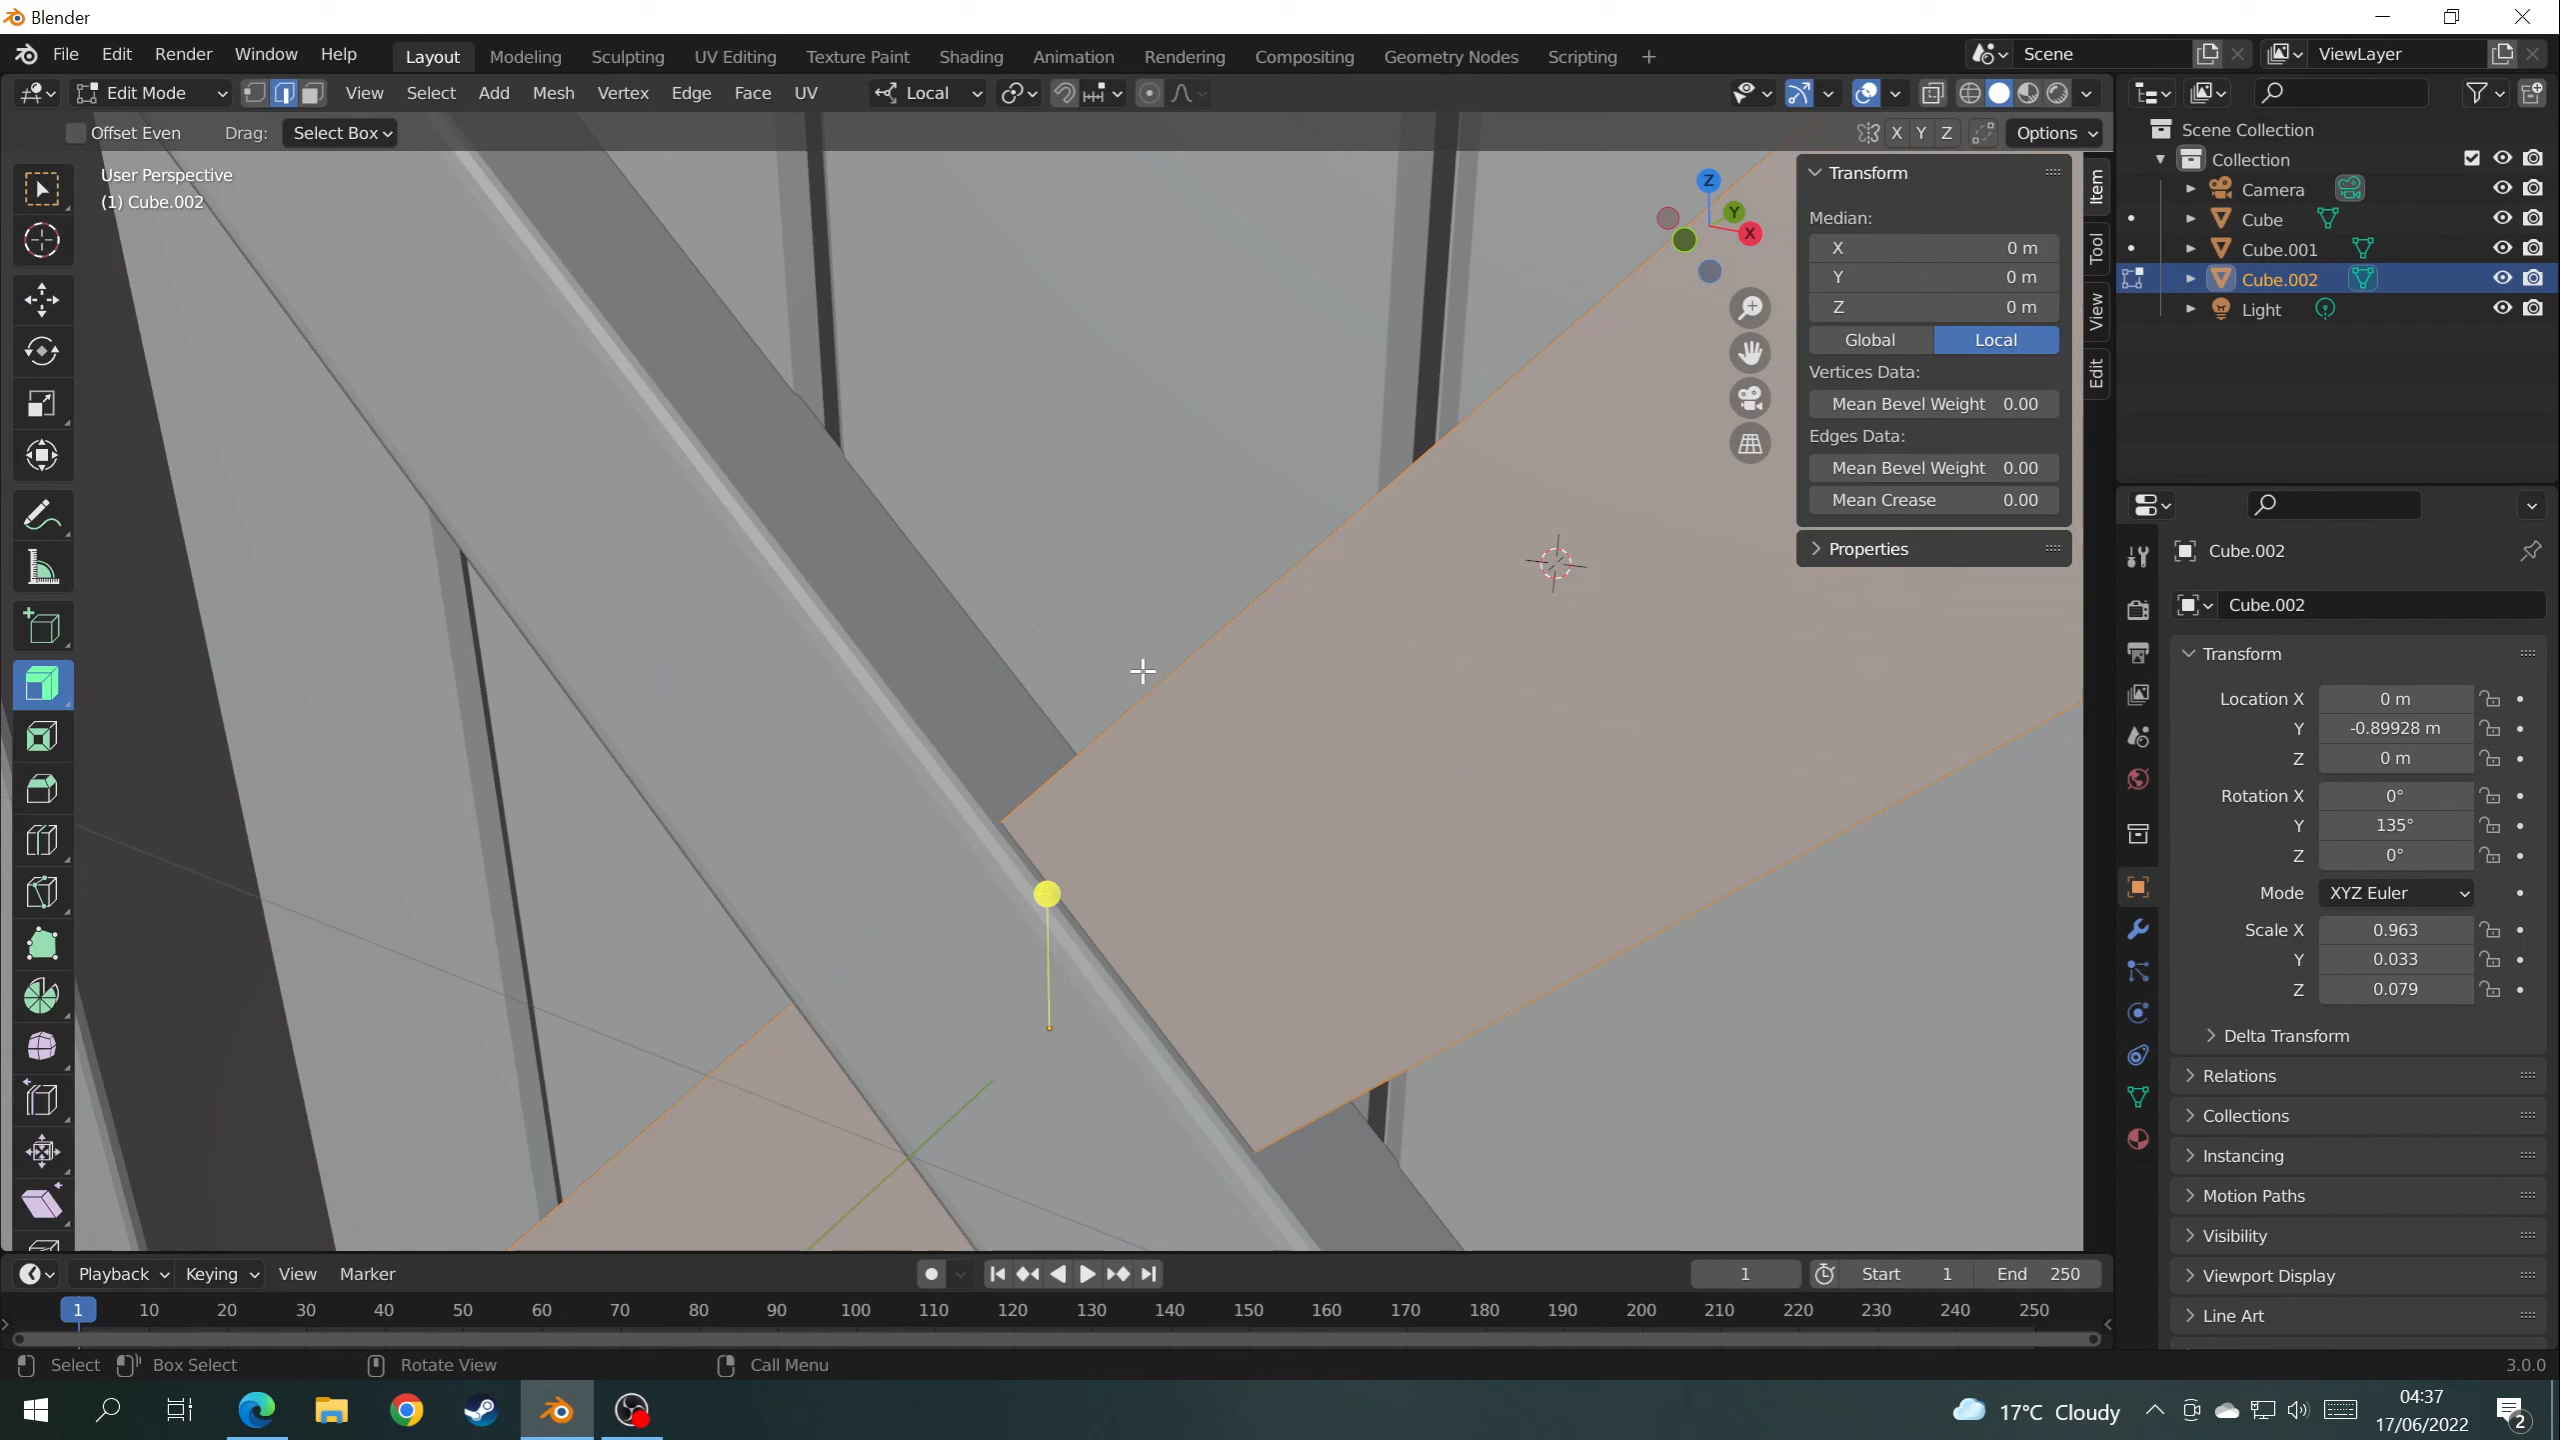 Blender
File Edit Render Window Help Layout Modeling Sculpting UV Editing Texture Paint Shading Animation Rendering Compositing Geometry Nodes Scripting + Scene ViewLayer
Edit Mode View Select Add Mesh Vertex Edge Face UV Local
Offset Even Drag: Select Box X Y Z Options
User Perspective
(1) Cube.002
Z
Y
X
Transform
Median:
X 0 m
Y 0 m
Z 0 m
Global Local
Vertices Data:
Mean Bevel Weight 0.00
Edges Data:
Mean Bevel Weight 0.00
Mean Crease 0.00
Properties
Item
Tool
View
Edit
Scene Collection
Collection
Camera
Cube
Cube.001
Cube.002
Light
Cube.002
Cube.002
Transform
Location X 0 m
Y -0.89928 m
Z 0 m
Rotation X 0°
Y 135°
Z 0°
Mode XYZ Euler
Scale X 0.963
Y 0.033
Z 0.079
Delta Transform
Relations
Collections
Instancing
Motion Paths
Visibility
Viewport Display
Line Art
Playback Keying View Marker 1 Start 1 End 250
1 10 20 30 40 50 60 70 80 90 100 110 120 130 140 150 160 170 180 190 200 210 220 230 240 250
Select Box Select Rotate View Call Menu 3.0.0
17°C Cloudy
04:37
17/06/2022
2